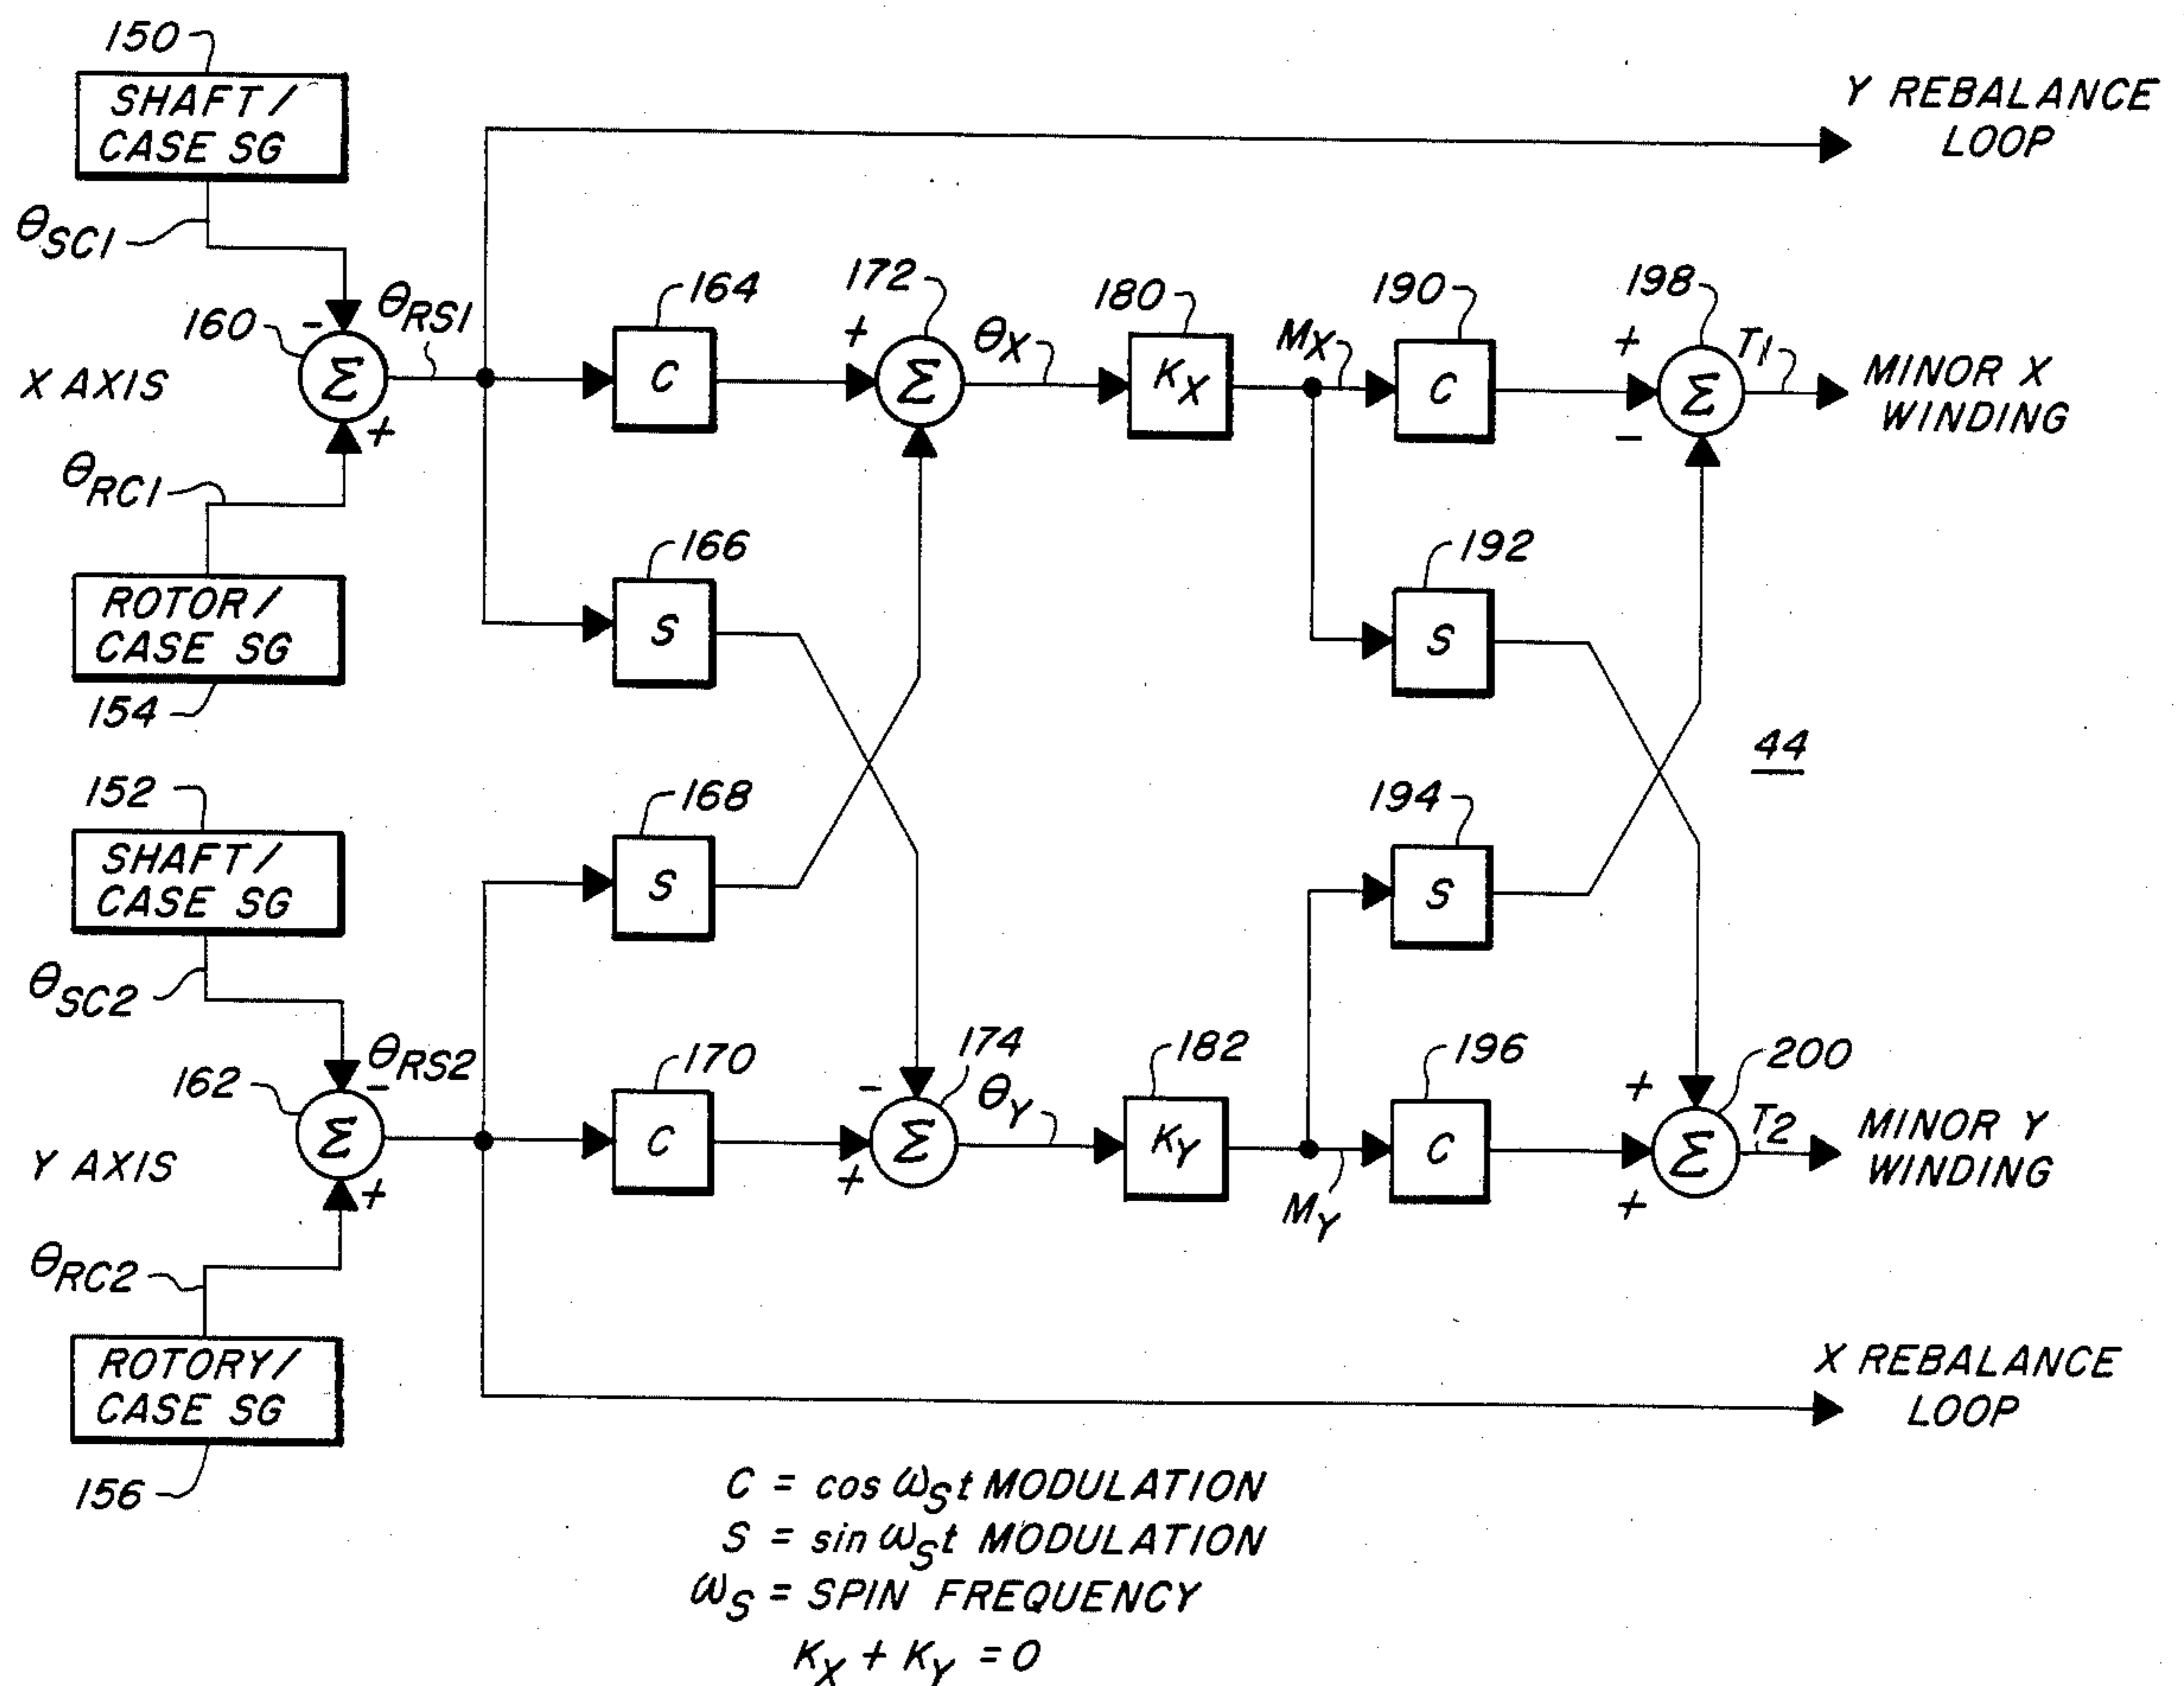 150
SHAFT/
CASE SG
Y REBALANCE
LOOP
θSC1
160
-
θRS1
+
X AXIS
Σ
θRC1
ROTOR/
CASE SG
154
164
C
172
+
Σ
θX
180
KX
MX
190
C
198
+
-
Σ
T1
MINOR X
WINDING
166
S
192
S
44
152
SHAFT/
CASE SG
168
S
194
S
θSC2
162
-
θRS2
+
Y AXIS
Σ
θRC2
ROTORY/
CASE SG
156
170
C
174
-
+
Σ
θY
182
KY
MY
196
C
200
+
+
Σ
T2
MINOR Y
WINDING
X REBALANCE
LOOP
C = cos ωSt MODULATION
S = sin ωSt MODULATION
ωS = SPIN FREQUENCY
KX + KY = 0